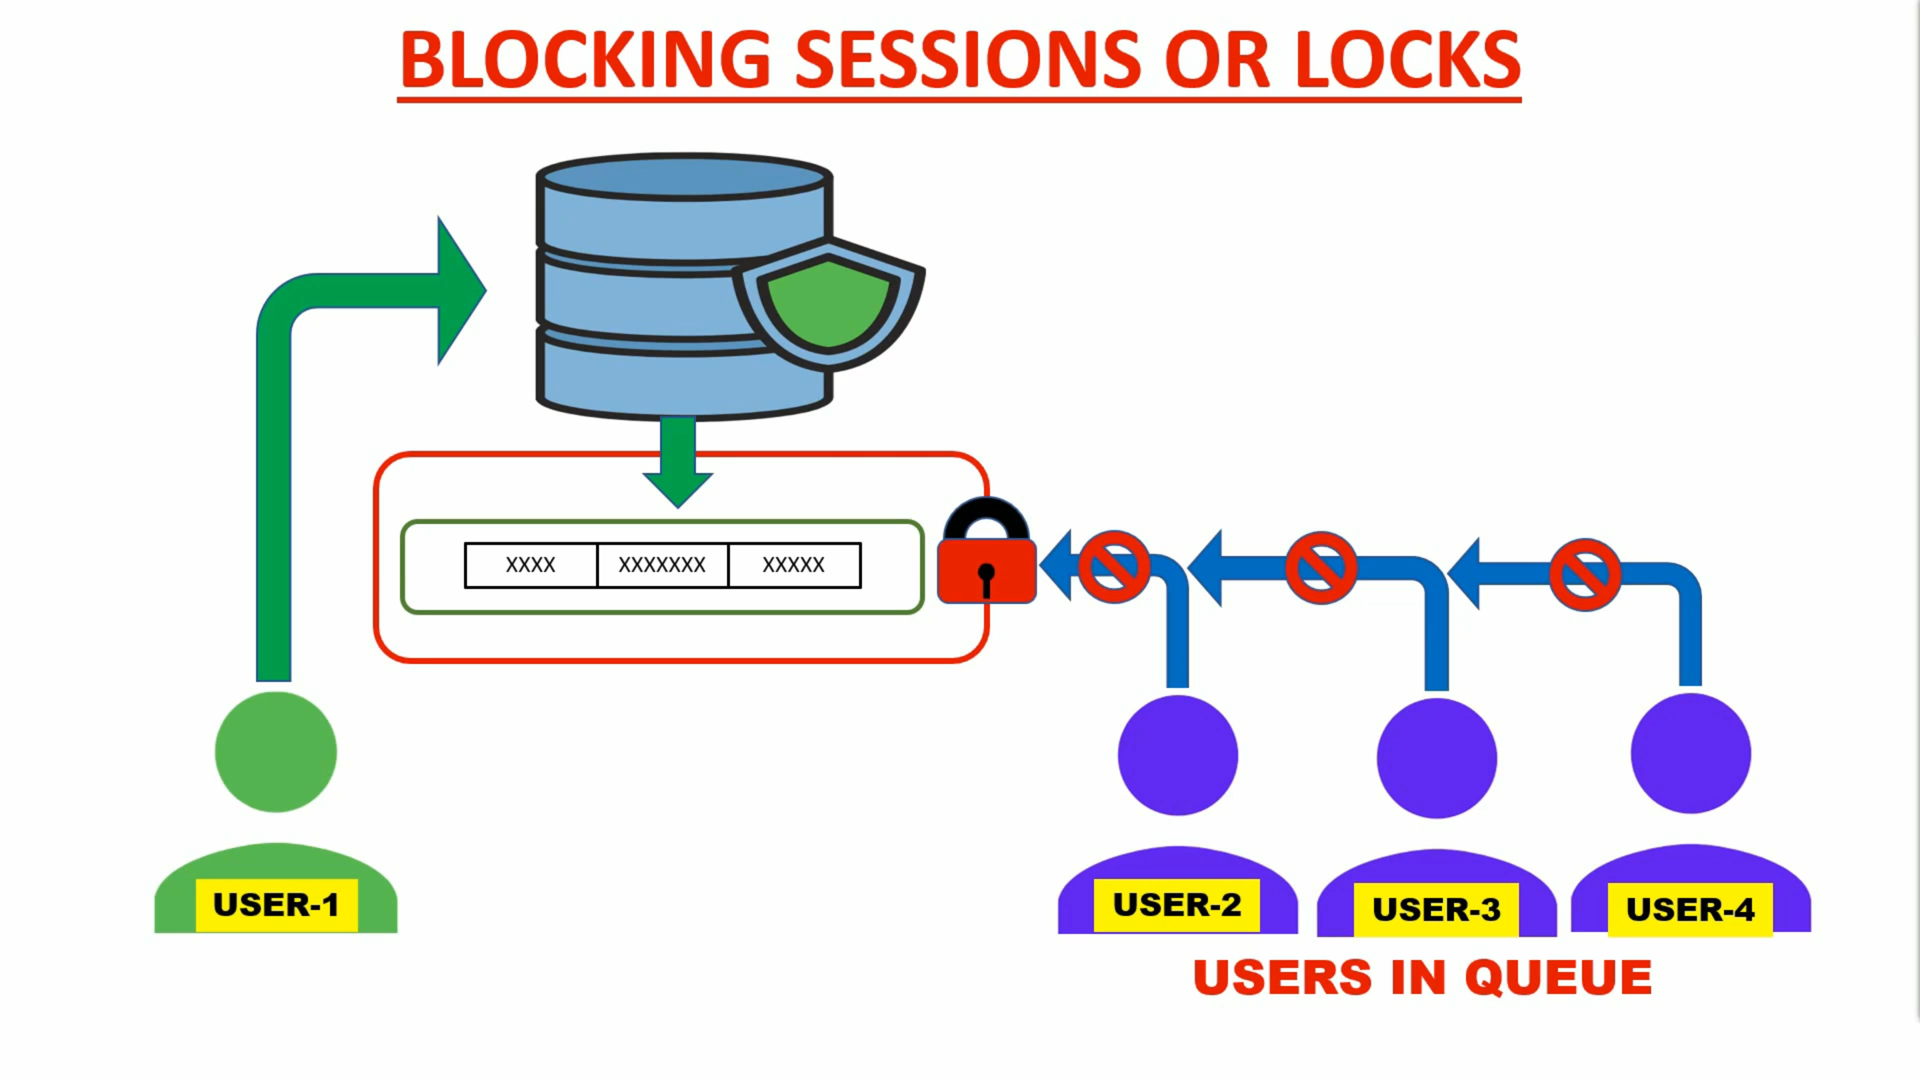 BLOCKING SESSIONS OR LOCKS
XXXX XXXXXXX XXXXX
USER-1
USER-2
USER-3
USER-4
USERS IN QUEUE